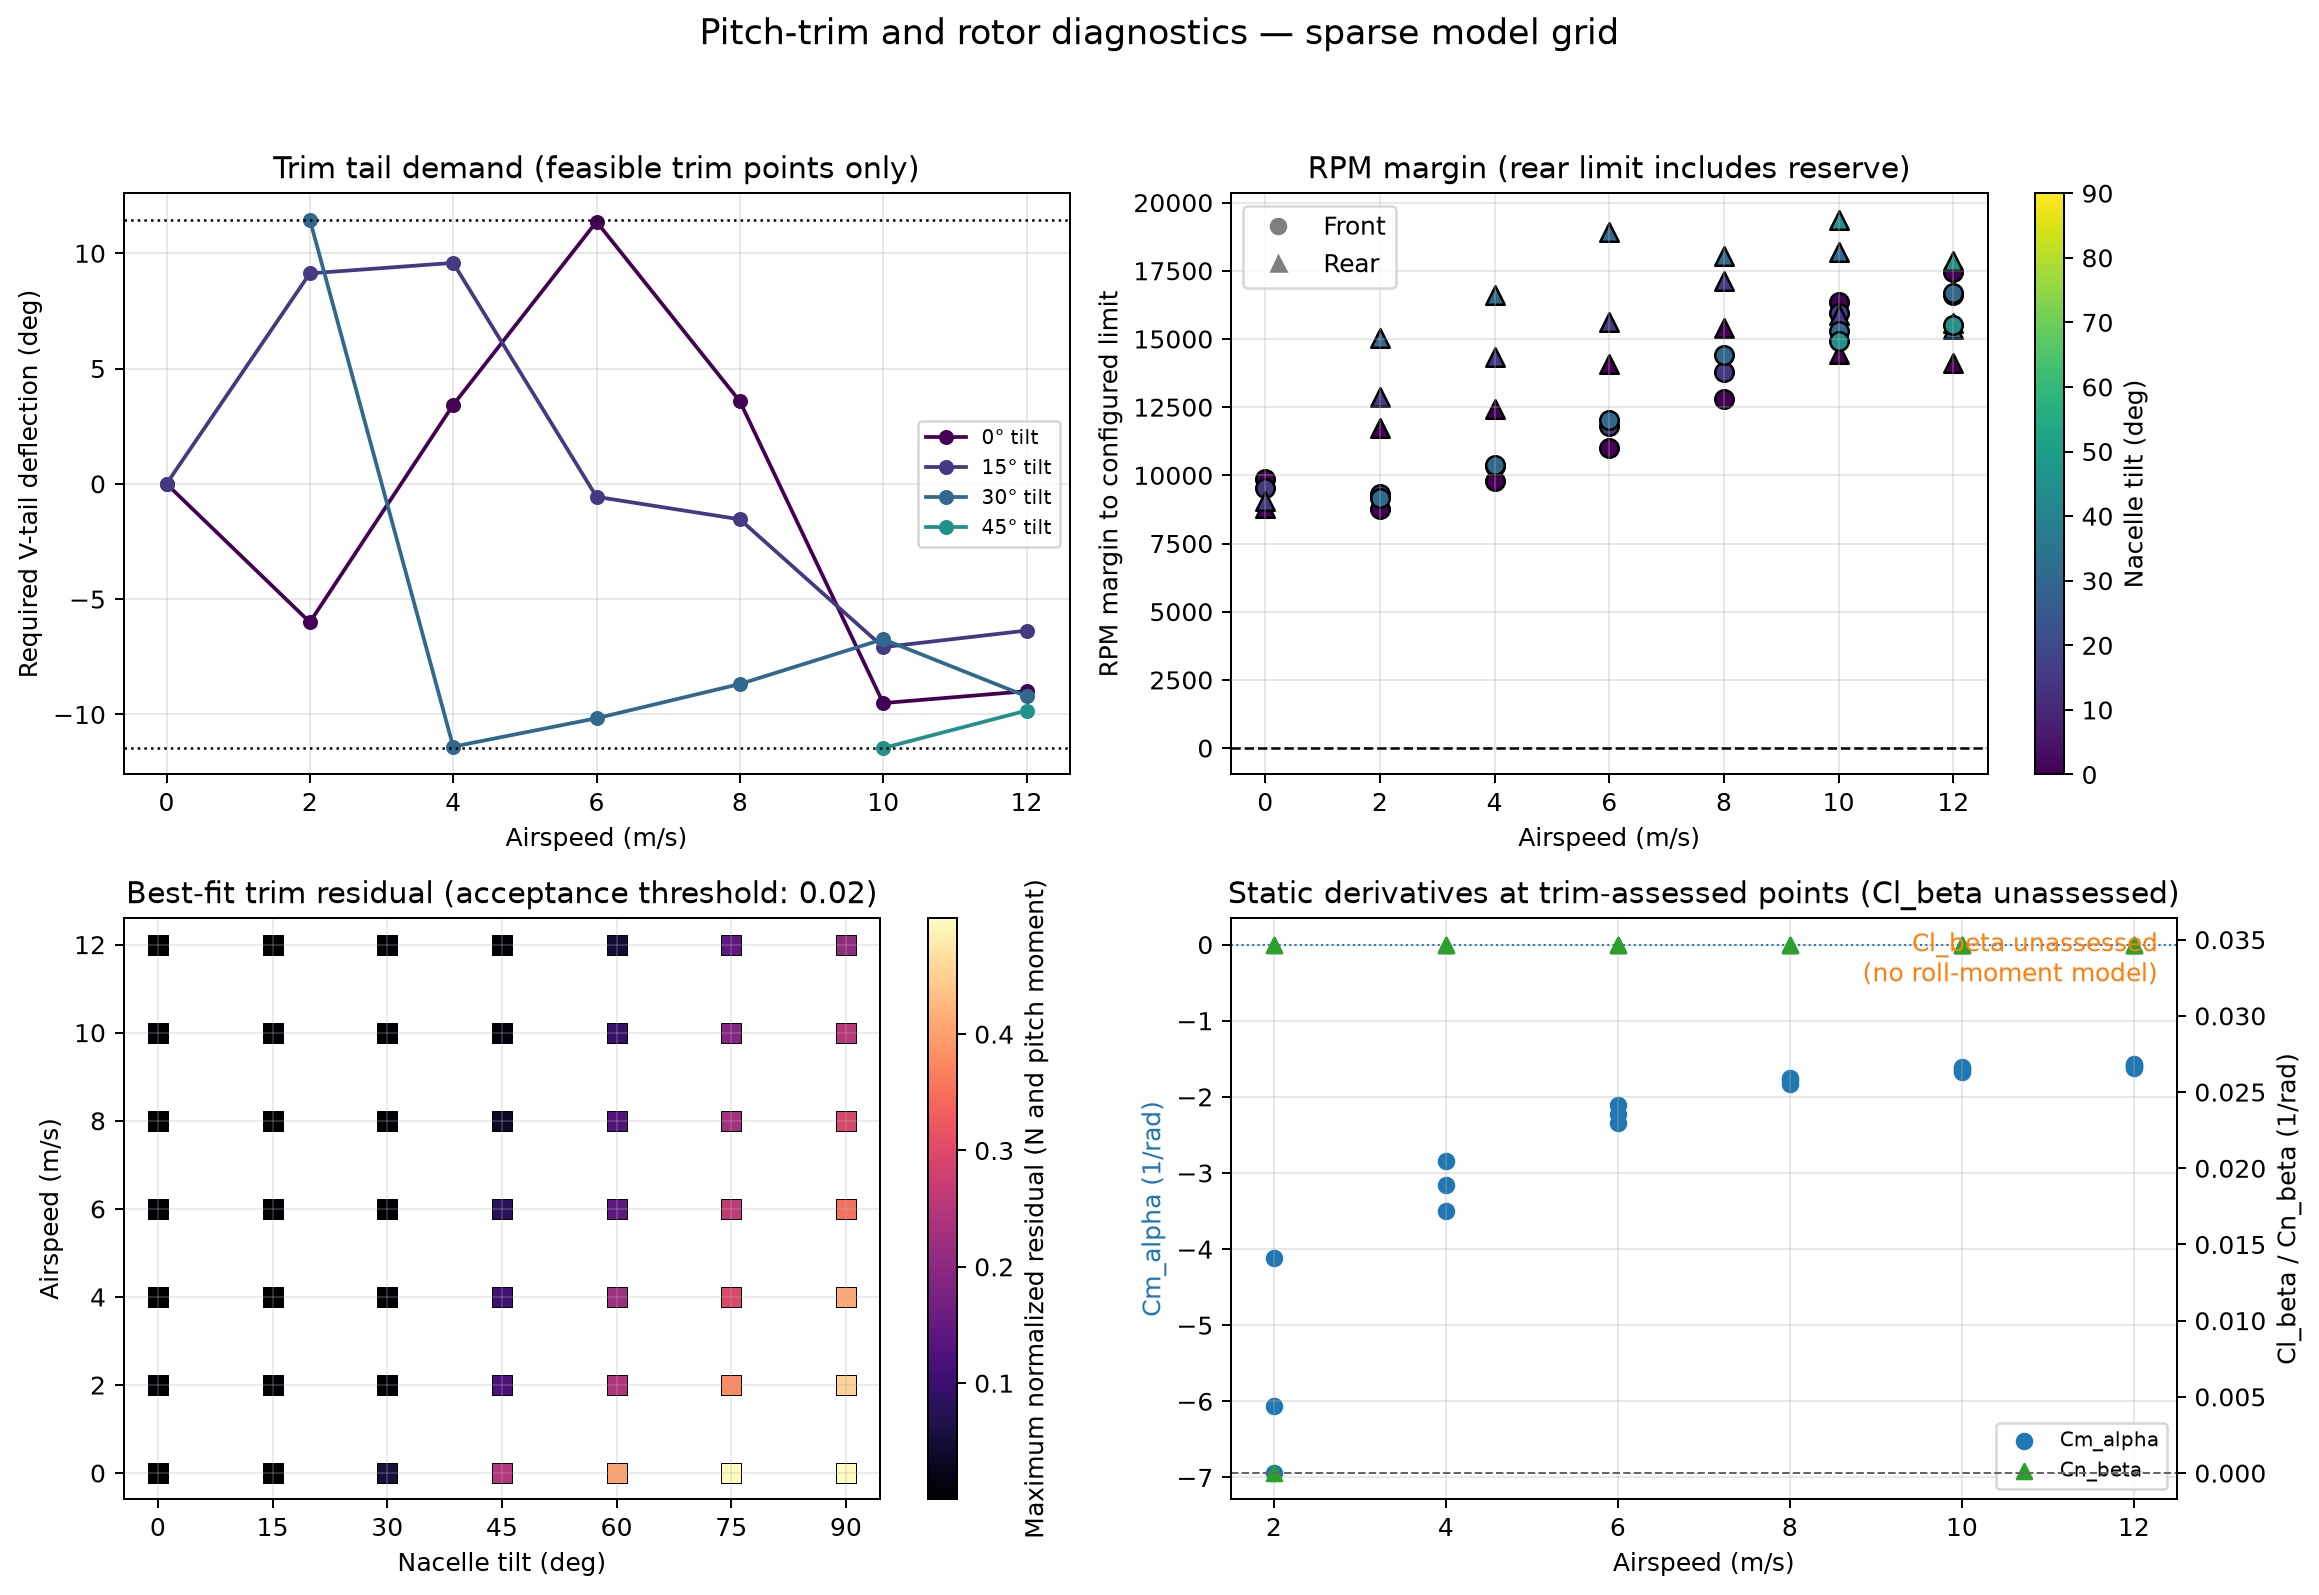 Pitch-trim and rotor diagnostics — sparse model grid
Trim tail demand (feasible trim points only)
Required V-tail deflection (deg)
10
5
0
−5
−10
0° tilt
15° tilt
30° tilt
45° tilt
0 2 4 6 8 10 12
Airspeed (m/s)
RPM margin (rear limit includes reserve)
RPM margin to configured limit
20000
17500
15000
12500
10000
7500
5000
2500
0
Front
Rear
0 2 4 6 8 10 12
Airspeed (m/s)
90
80
70
60
50
40
30
20
10
0
Nacelle tilt (deg)
Best-fit trim residual (acceptance threshold: 0.02)
Airspeed (m/s)
12
10
8
6
4
2
0
0 15 30 45 60 75 90
Nacelle tilt (deg)
0.4
0.3
0.2
0.1
Maximum normalized residual (N and pitch moment)
Static derivatives at trim-assessed points (Cl_beta unassessed)
Cm_alpha (1/rad)
0
−1
−2
−3
−4
−5
−6
−7
Cl_beta unassessed
(no roll-moment model)
Cm_alpha
Cn_beta
2 4 6 8 10 12
Airspeed (m/s)
0.035
0.030
0.025
0.020
0.015
0.010
0.005
0.000
Cl_beta / Cn_beta (1/rad)